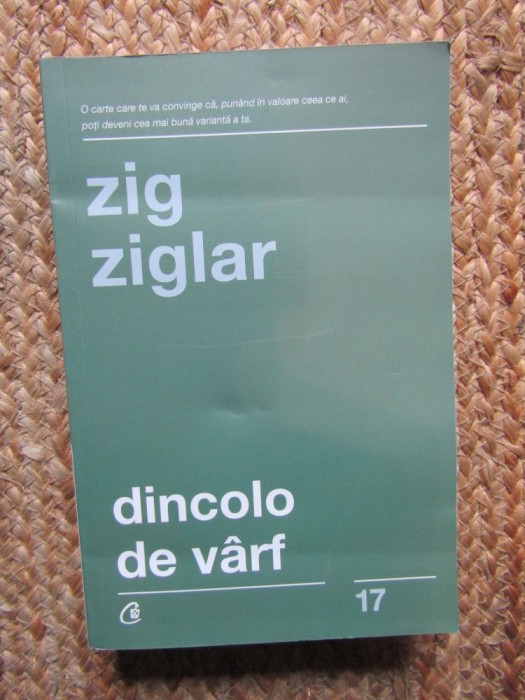 O carte care te va convinge că, punând în valoare ceea ce ai,
poți deveni cea mai bună variantă a ta.
zig
ziglar
dincolo
de vârf
17